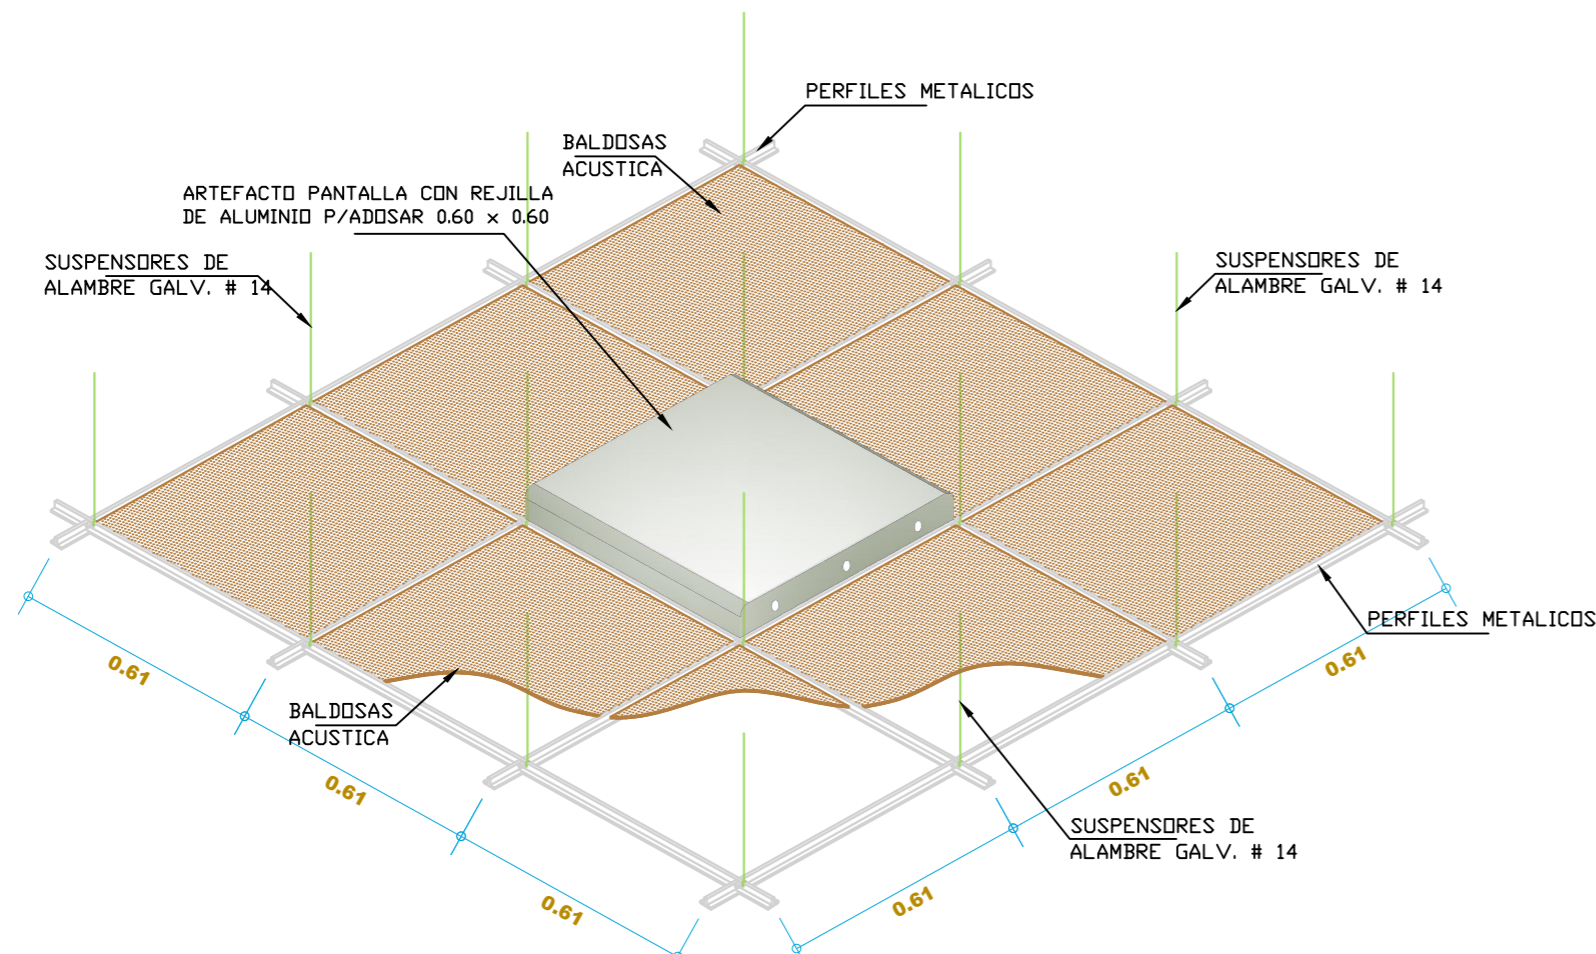 PERFILES METALICOS
BALDOSAS
ACUSTICA
ARTEFACTO PANTALLA CON REJILLA
DE ALUMINIO P/ADOSAR 0.60 x 0.60
SUSPENSORES DE
ALAMBRE GALV. # 14
SUSPENSORES DE
ALAMBRE GALV. # 14
PERFILES METALICOS
0.61
0.61
BALDOSAS
ACUSTICA
0.61
0.61
SUSPENSORES DE
ALAMBRE GALV. # 14
0.61
0.61